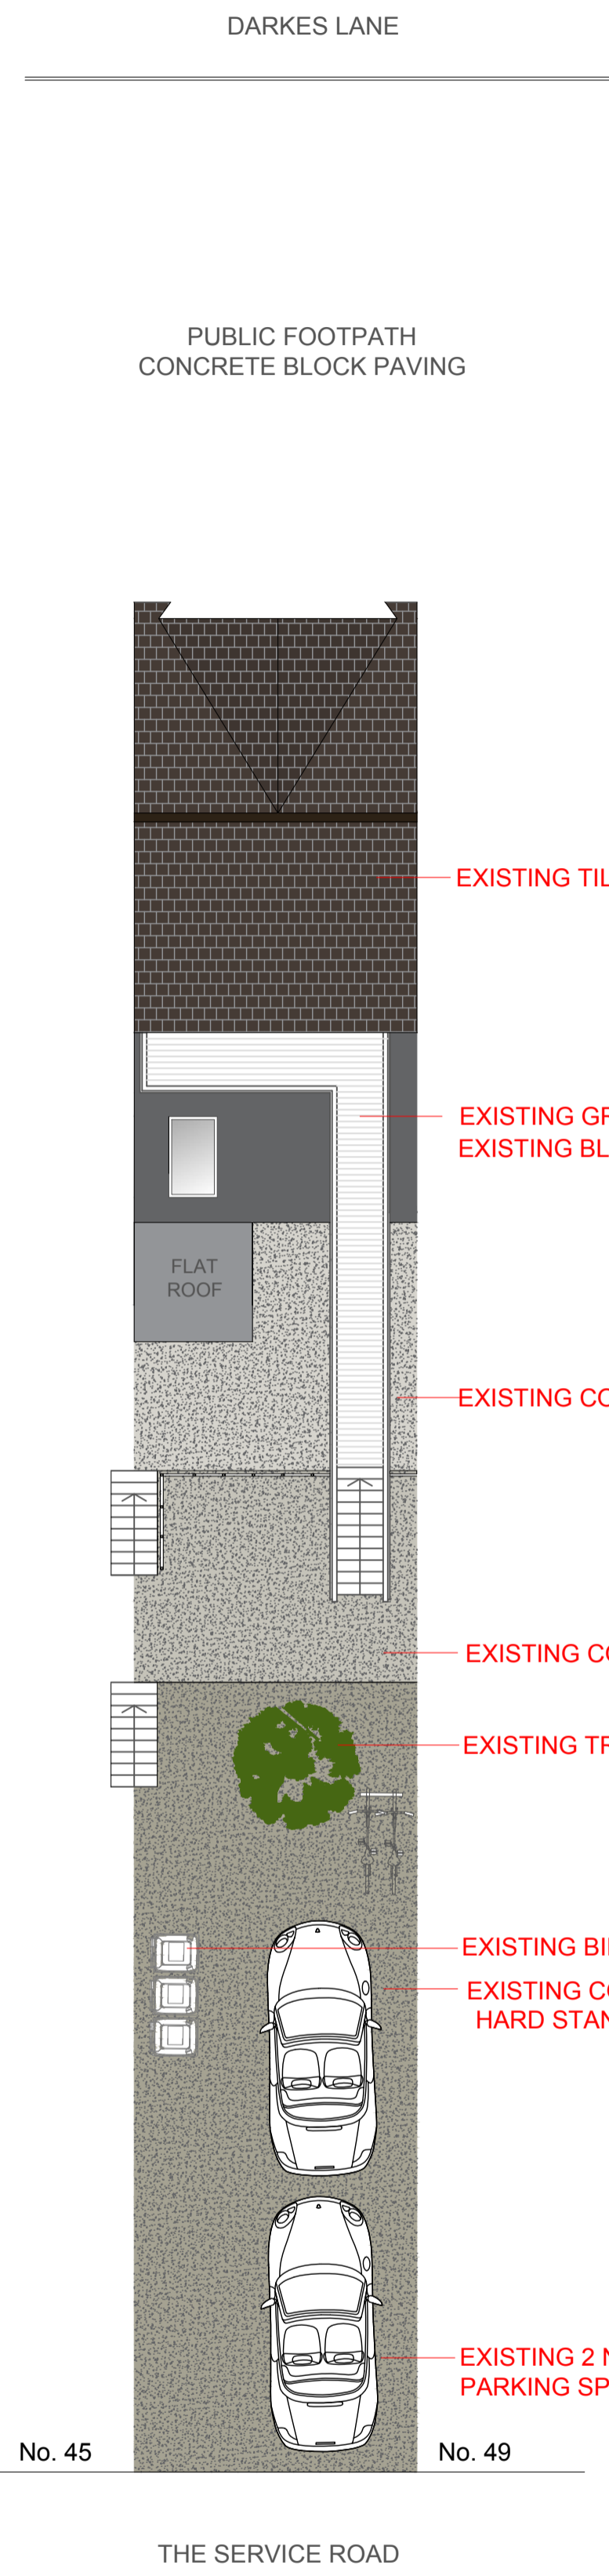 DARKES LANE
PUBLIC FOOTPATH
CONCRETE BLOCK PAVING
EXISTING TIL
EXISTING GR
EXISTING BL
FLAT
ROOF
EXISTING CO
EXISTING CO
EXISTING TR
EXISTING BI
EXISTING CO
HARD STAN
EXISTING 2 N
PARKING SP
No. 45
No. 49
THE SERVICE ROAD